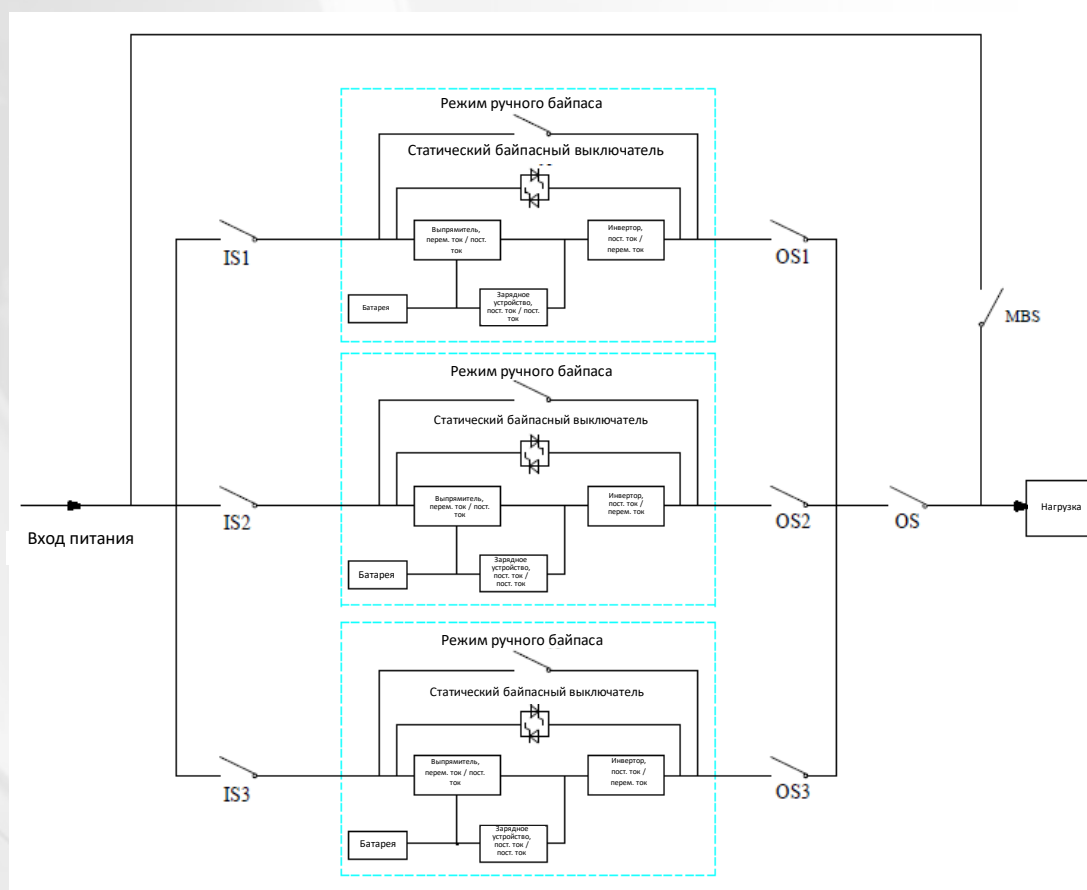 Режим ручного байпаса
Статический байпасный выключатель
Выпрямитель,
перем. ток / пост.
ток
Инвертор,
пост. ток /
перем. ток
IS1
OS1
Батарея
Зарядное
устройство,
пост. ток / пост.
ток
MBS
Режим ручного байпаса
Статический байпасный выключатель
Выпрямитель,
перем. ток / пост.
ток
Инвертор,
пост. ток /
перем. ток
IS2
OS2
OS
Нагрузка
Вход питания
Батарея
Зарядное
устройство,
пост. ток /
пост. ток
Режим ручного байпаса
Статический байпасный выключатель
Выпрямитель,
перем. ток / пост.
ток
Инвертор,
пост. ток /
перем. ток
IS3
OS3
Батарея
Зарядное
устройство,
пост. ток /
пост. ток